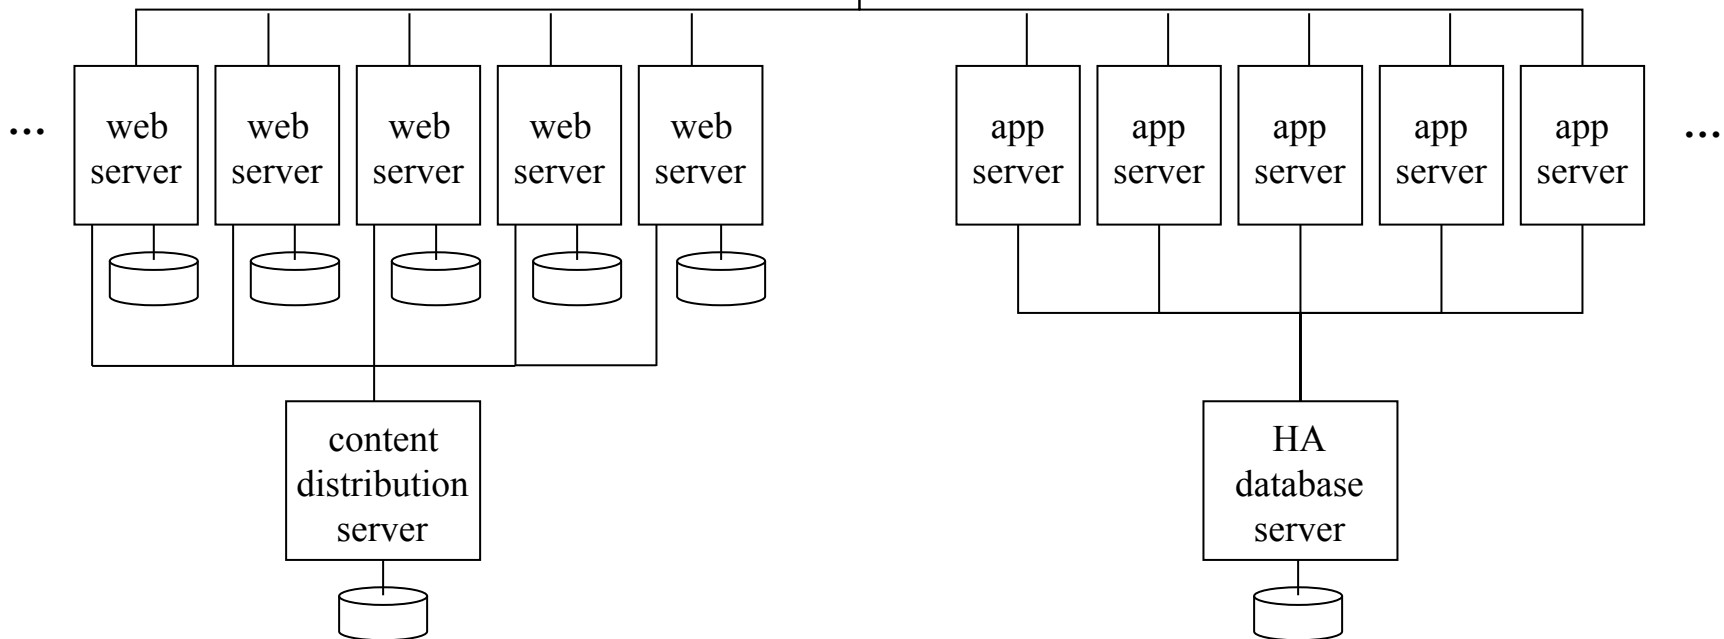 ... web web web web web app app app app app ...
server server server server server server server server server server
content HA
distribution database
server server